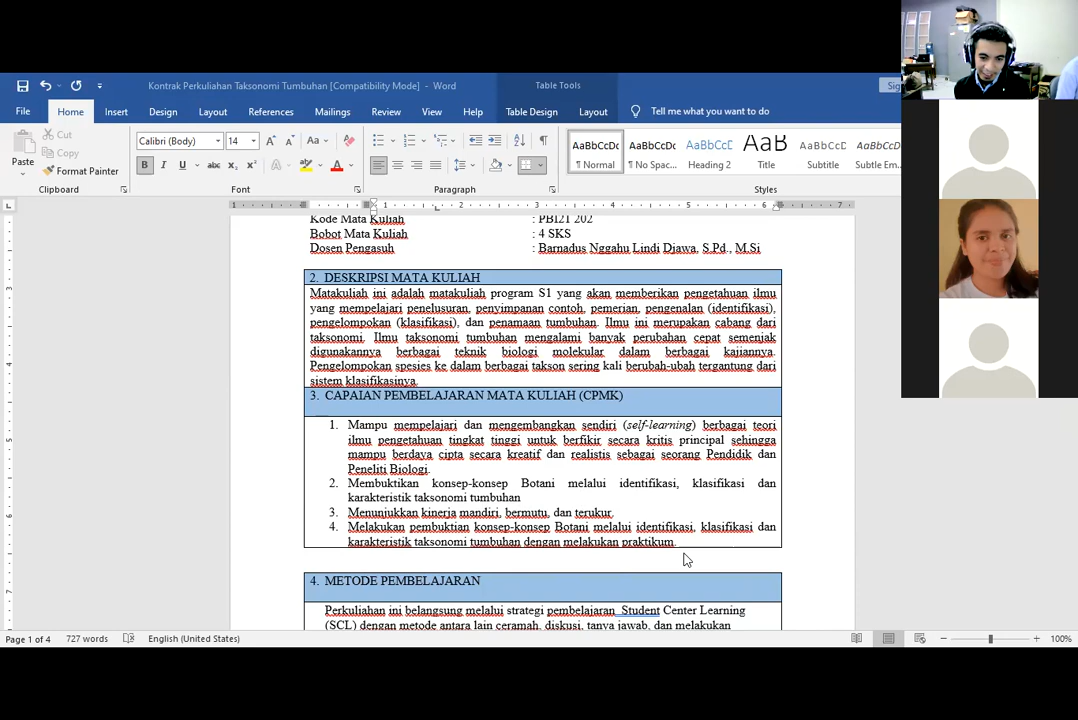 Kontrak Perkuliahan Taksonomi Tumbuhan [Compatibility Mode] - Word
Table Tools
File Home Insert Design Layout References Mailings Review View Help Table Design Layout Tell me what you want to do
Paste
Cut
Copy
Format Painter
Calibri (Body) 14
AaBbCcDc AaBbCcDc AaBbCcD AaB AaBbCcD
¶ Normal ¶ No Spac... Heading 2 Title Subtitle Subtle Em...
Clipboard Font Paragraph Styles
Kode Mata Kuliah : PBI21 202
Bobot Mata Kuliah : 4 SKS
Dosen Pengasuh : Barnadus Nggahu Lindi Djawa, S.Pd., M.Si
2. DESKRIPSI MATA KULIAH
Matakuliah ini adalah matakuliah program S1 yang akan memberikan pengetahuan ilmu
yang mempelajari penelusuran, penyimpanan contoh, pemerian, pengenalan (identifikasi),
pengelompokan (klasifikasi), dan penamaan tumbuhan. Ilmu ini merupakan cabang dari
taksonomi. Ilmu taksonomi tumbuhan mengalami banyak perubahan cepat semenjak
digunakannya berbagai teknik biologi molekular dalam berbagai kajiannya.
Pengelompokan spesies ke dalam berbagai takson sering kali berubah-ubah tergantung dari
sistem klasifikasinya.
3. CAPAIAN PEMBELAJARAN MATA KULIAH (CPMK)
1. Mampu mempelajari dan mengembangkan sendiri (self-learning) berbagai teori
ilmu pengetahuan tingkat tinggi untuk berfikir secara kritis principal sehingga
mampu berdaya cipta secara kreatif dan realistis sebagai seorang Pendidik dan
Peneliti Biologi.
2. Membuktikan konsep-konsep Botani melalui identifikasi, klasifikasi dan
karakteristik taksonomi tumbuhan
3. Menunjukkan kinerja mandiri, bermutu, dan terukur.
4. Melakukan pembuktian konsep-konsep Botani melalui identifikasi, klasifikasi dan
karakteristik taksonomi tumbuhan dengan melakukan praktikum.
4. METODE PEMBELAJARAN
Perkuliahan ini belangsung melalui strategi pembelajaran Student Center Learning
(SCL) dengan metode antara lain ceramah, diskusi, tanya jawab, dan melakukan
Page 1 of 4 727 words English (United States) 100%